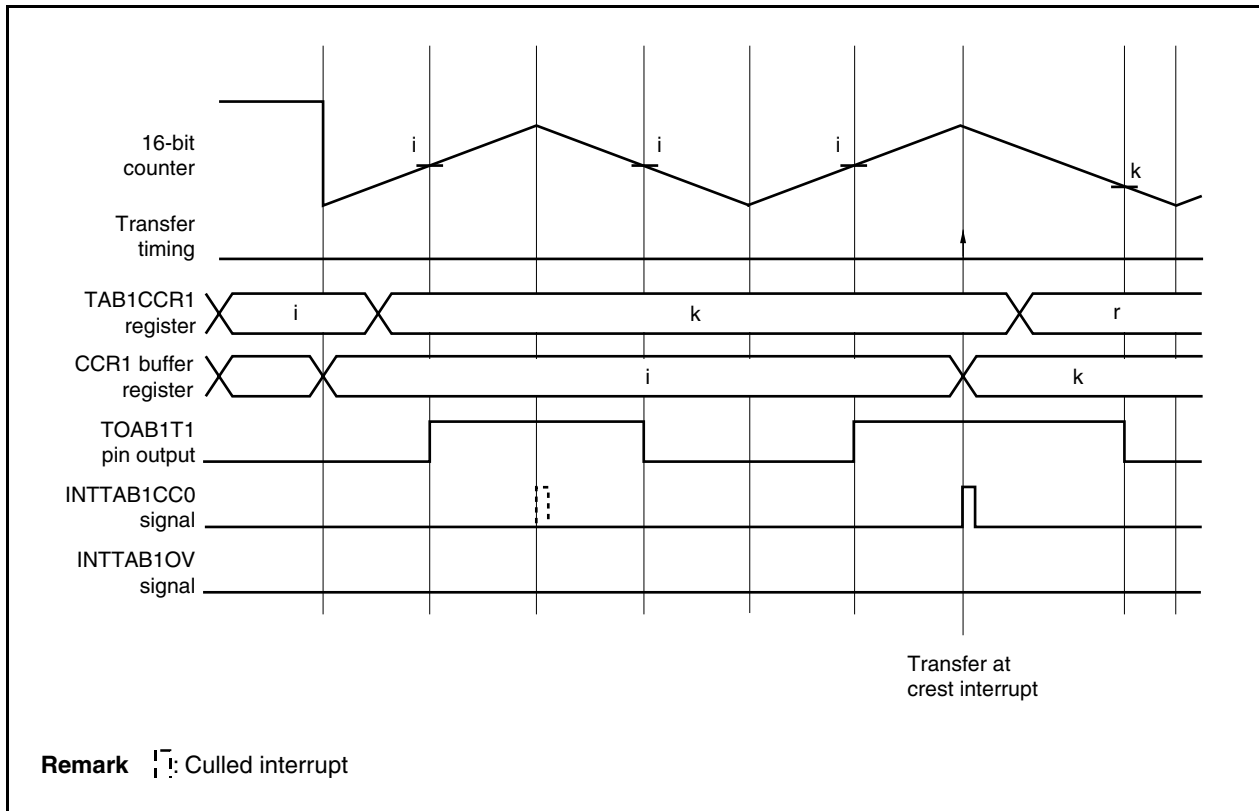 16-bit
counter
i
i
i
k
Transfer
timing
TAB1CCR1
register
i
k
r
CCR1 buffer
register
i
k
TOAB1T1
pin output
INTTAB1CC0
signal
INTTAB1OV
signal
Transfer at
crest interrupt
Remark : Culled interrupt